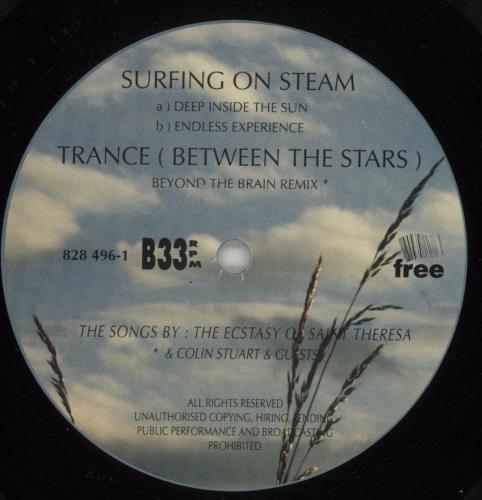 SURFING ON STEAM
a ) DEEP INSIDE THE SUN
b ) ENDLESS EXPERIENCE
TRANCE ( BETWEEN THE STARS )
BEYOND THE BRAIN REMIX *
828 496-1 B33 RPM
free
THE SONGS BY : THE ECSTASY OF SAINT THERESA
* & COLIN STUART & GUESTS
ALL RIGHTS RESERVED
UNAUTHORISED COPYING, HIRING, LENDING,
PUBLIC PERFORMANCE AND BROADCASTING
PROHIBITED